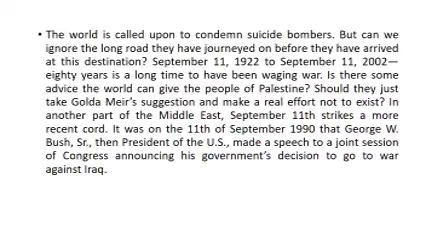 • The world is called upon to condemn suicide bombers. But can we
ignore the long road they have journeyed on before they have arrived
at this destination? September 11, 1922 to September 11, 2002—
eighty years is a long time to have been waging war. Is there some
advice the world can give the people of Palestine? Should they just
take Golda Meir's suggestion and make a real effort not to exist? In
another part of the Middle East, September 11th strikes a more
recent cord. It was on the 11th of September 1990 that George W.
Bush, Sr., then President of the U.S., made a speech to a joint session
of Congress announcing his government's decision to go to war
against Iraq.